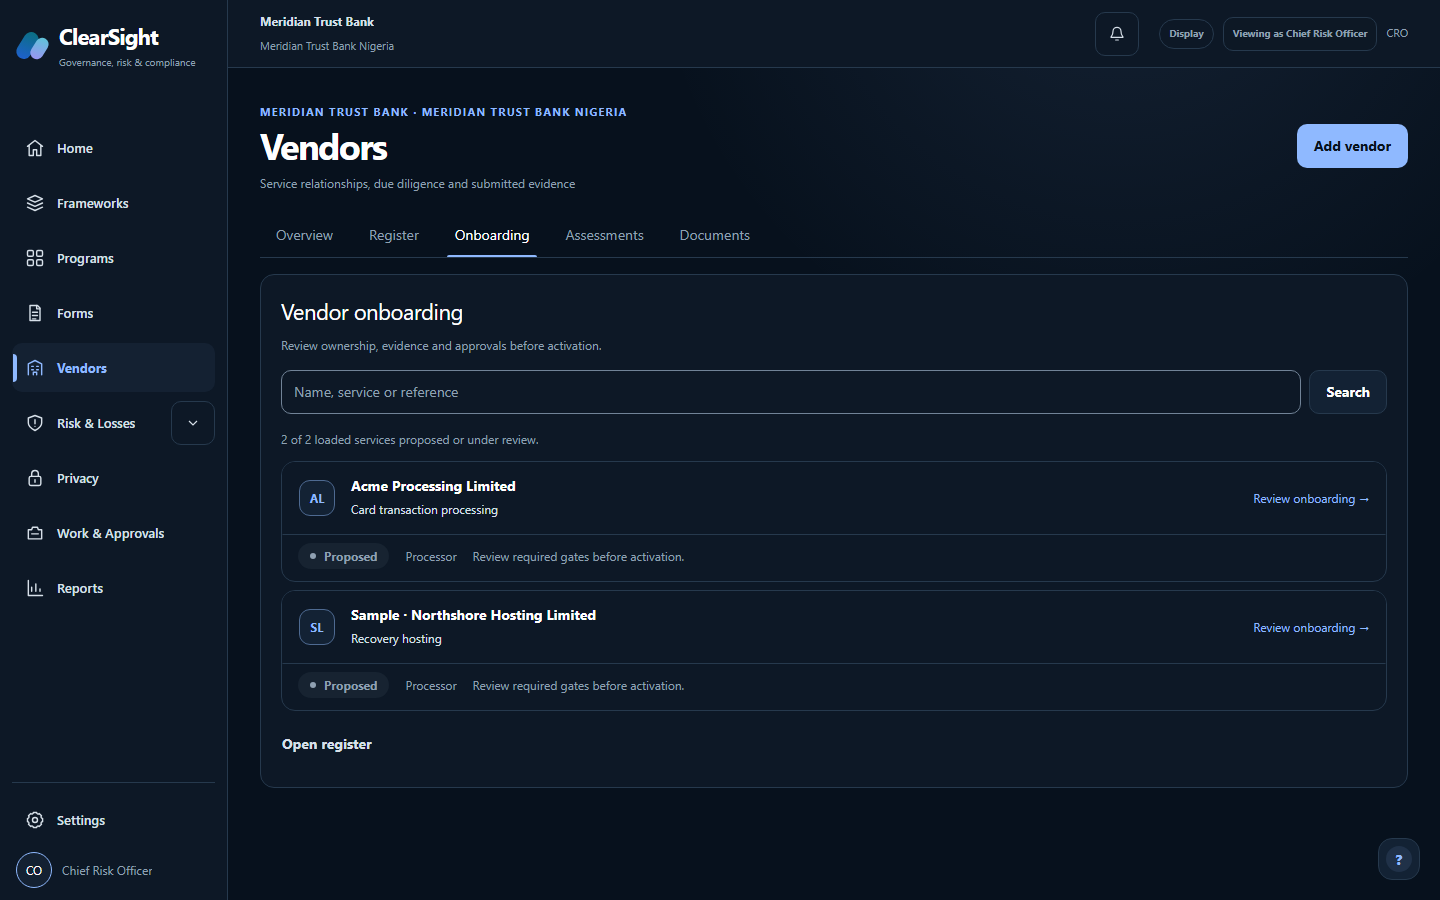 ClearSight
Governance, risk & compliance
Home
Frameworks
Programs
Forms
Vendors
Risk & Losses
Privacy
Work & Approvals
Reports
Settings
CO
Chief Risk Officer
Meridian Trust Bank
Meridian Trust Bank Nigeria
Display
Viewing as Chief Risk Officer
CRO
MERIDIAN TRUST BANK · MERIDIAN TRUST BANK NIGERIA
Vendors
Service relationships, due diligence and submitted evidence
Add vendor
Overview
Register
Onboarding
Assessments
Documents
Vendor onboarding
Review ownership, evidence and approvals before activation.
Name, service or reference
Search
2 of 2 loaded services proposed or under review.
AL
Acme Processing Limited
Card transaction processing
Review onboarding →
Proposed
Processor
Review required gates before activation.
SL
Sample · Northshore Hosting Limited
Recovery hosting
Review onboarding →
Proposed
Processor
Review required gates before activation.
Open register
?